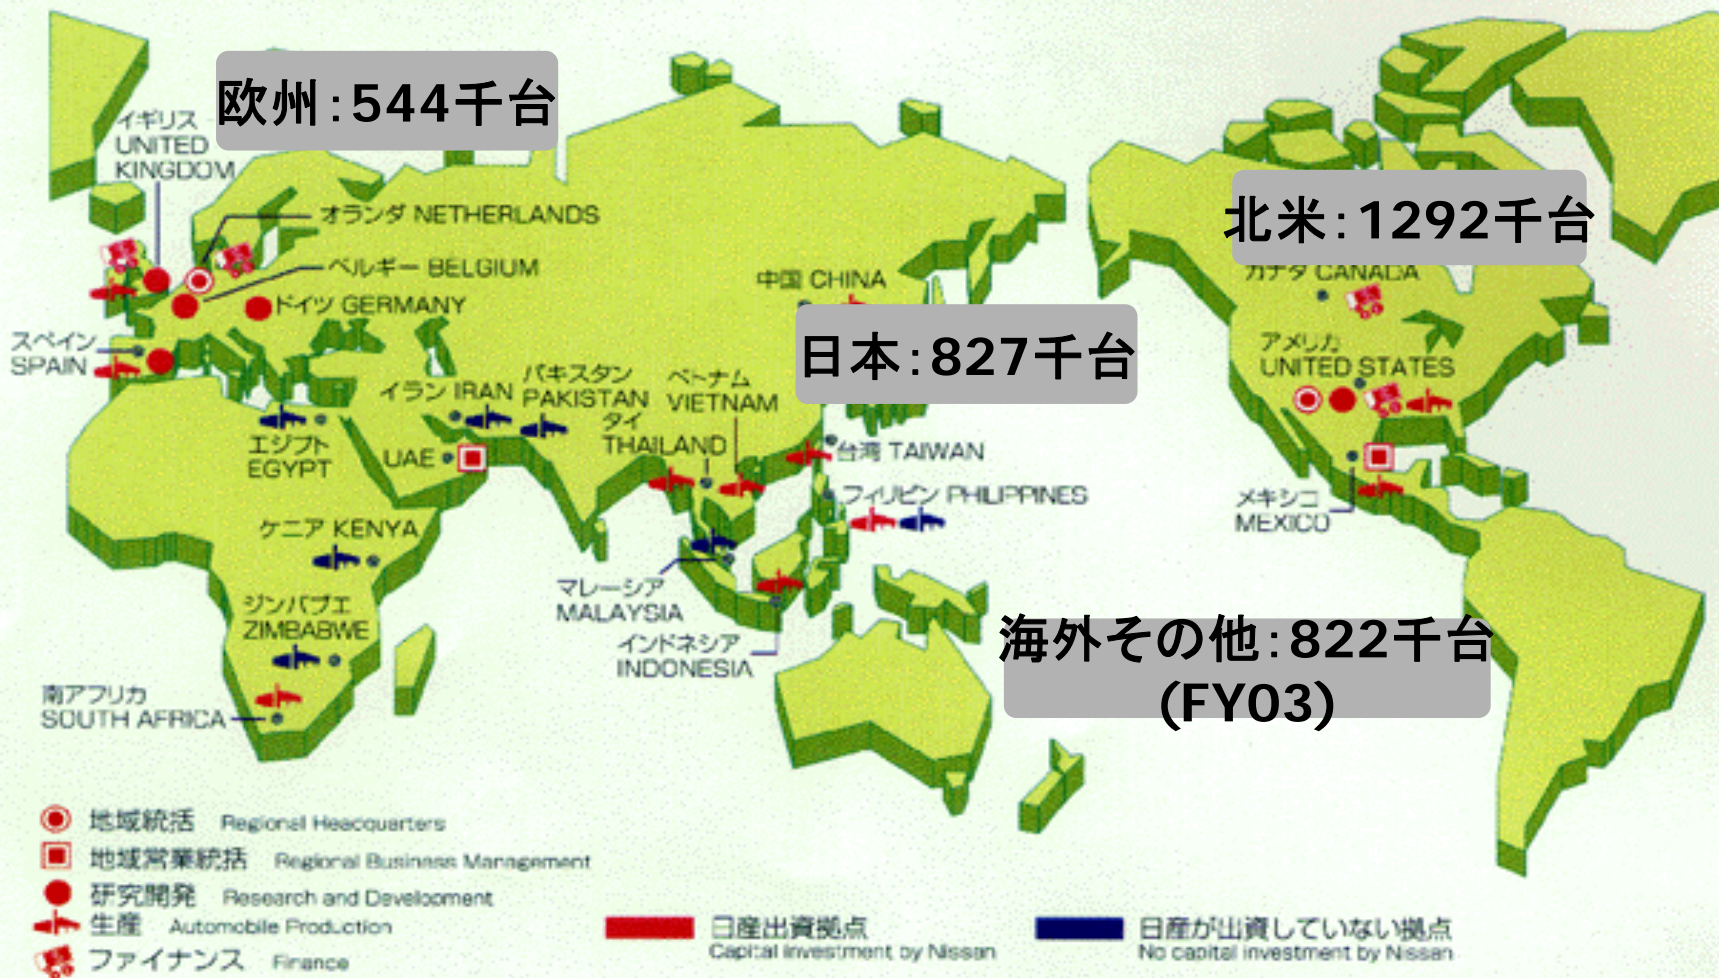 欧州:544千台
イギリス
UNITED
KINGDOM
オランダ NETHERLANDS
ベルギー BELGIUM
ドイツ GERMANY
スペイン
SPAIN
中国 CHINA
北米:1292千台
カナダ CANADA
日本:827千台
アメリカ
UNITED STATES
イラン IRAN
パキスタン
PAKISTAN
ベトナム
VIETNAM
タイ
THAILAND
エジプト
EGYPT
UAE
台湾 TAIWAN
フィリピン PHILIPPINES
メキシコ
MEXICO
ケニア KENYA
マレーシア
MALAYSIA
ジンバブエ
ZIMBABWE
インドネシア
INDONESIA
海外その他:822千台
(FY03)
南アフリカ
SOUTH AFRICA
地域統括 Regional Headquarters
地域営業統括 Regional Business Management
研究開発 Research and Development
生産 Automobile Production
ファイナンス Finance
日産出資拠点
Capital investment by Nissan
日産が出資していない拠点
No capital investment by Nissan